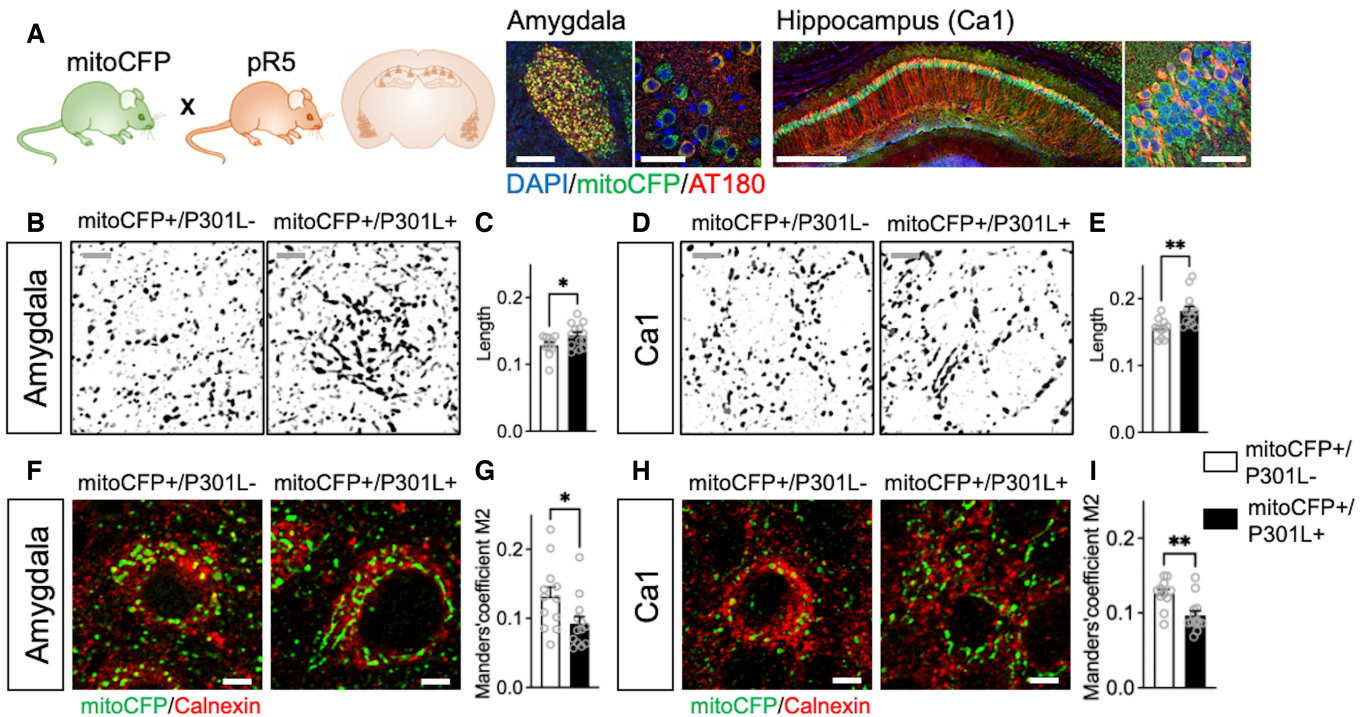 A
mitoCFP
x
pR5
Amygdala
Hippocampus (Ca1)
DAPI/mitoCFP/AT180
B
mitoCFP+/P301L-
mitoCFP+/P301L+
Amygdala
C
*
Length
0.2
0.1
0.0
D
mitoCFP+/P301L-
mitoCFP+/P301L+
Ca1
E
**
Length
0.2
0.1
0.0
mitoCFP+/
P301L-
mitoCFP+/
P301L+
F
mitoCFP+/P301L-
mitoCFP+/P301L+
Amygdala
mitoCFP/Calnexin
G
*
Manders'coefficient M2
0.2
0.1
0.0
H
mitoCFP+/P301L-
mitoCFP+/P301L+
Ca1
mitoCFP/Calnexin
I
**
Manders'coefficient M2
0.2
0.1
0.0